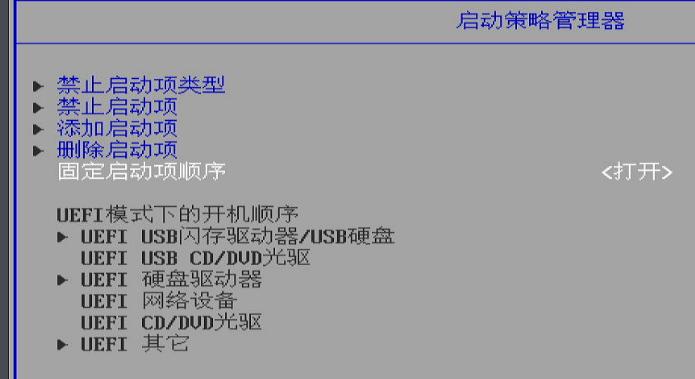 启动策略管理器
禁止启动项类型
禁止启动项
添加启动项
删除启动项
固定启动项顺序 <打开>
UEFI模式下的开机顺序
UEFI USB闪存驱动器/USB硬盘
UEFI USB CD/DVD光驱
UEFI 硬盘驱动器
UEFI 网络设备
UEFI CD/DVD光驱
UEFI 其它